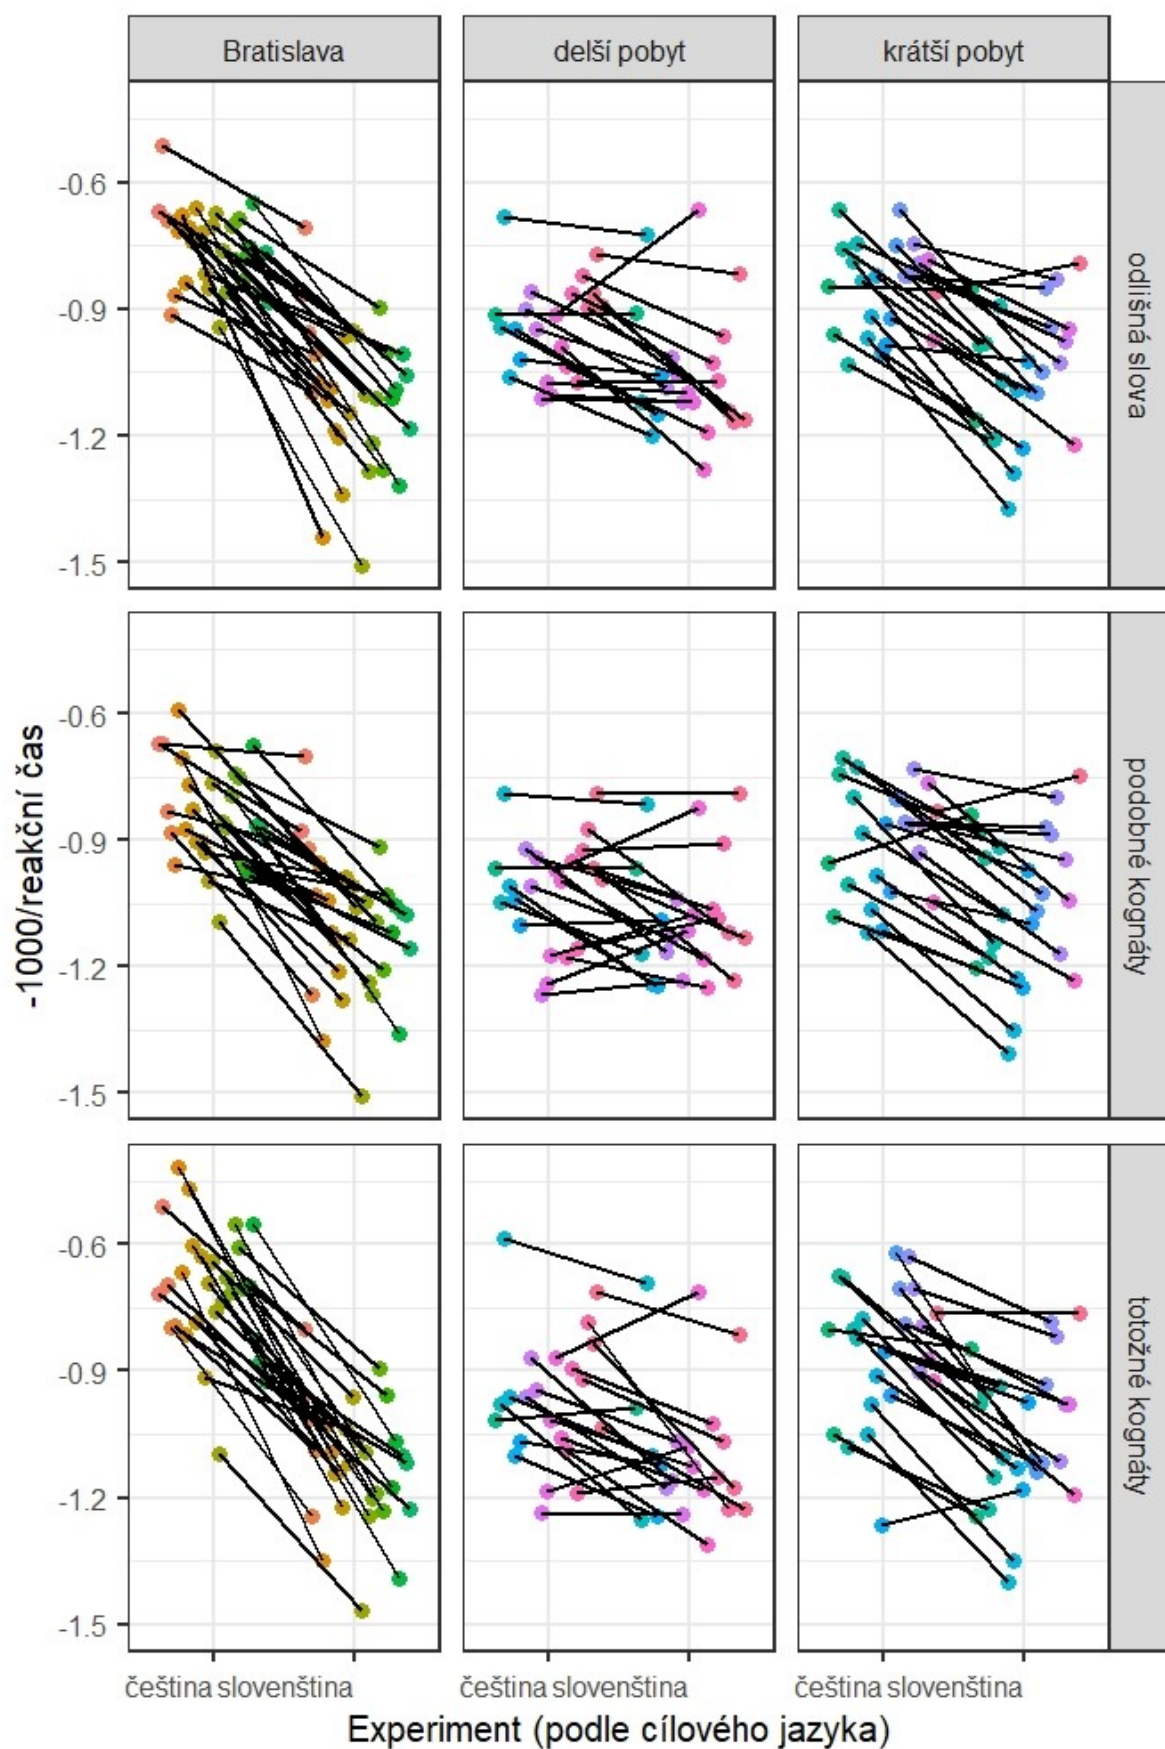 Bratislava
delší pobyt
krátší pobyt
-1000/reakční čas
-0.6
-0.9
-1.2
-1.5
odlišná slova
-0.6
-0.9
-1.2
-1.5
podobné kognáty
-0.6
-0.9
-1.2
-1.5
totožné kognáty
čeština slovenština
čeština slovenština
čeština slovenština
Experiment (podle cílového jazyka)